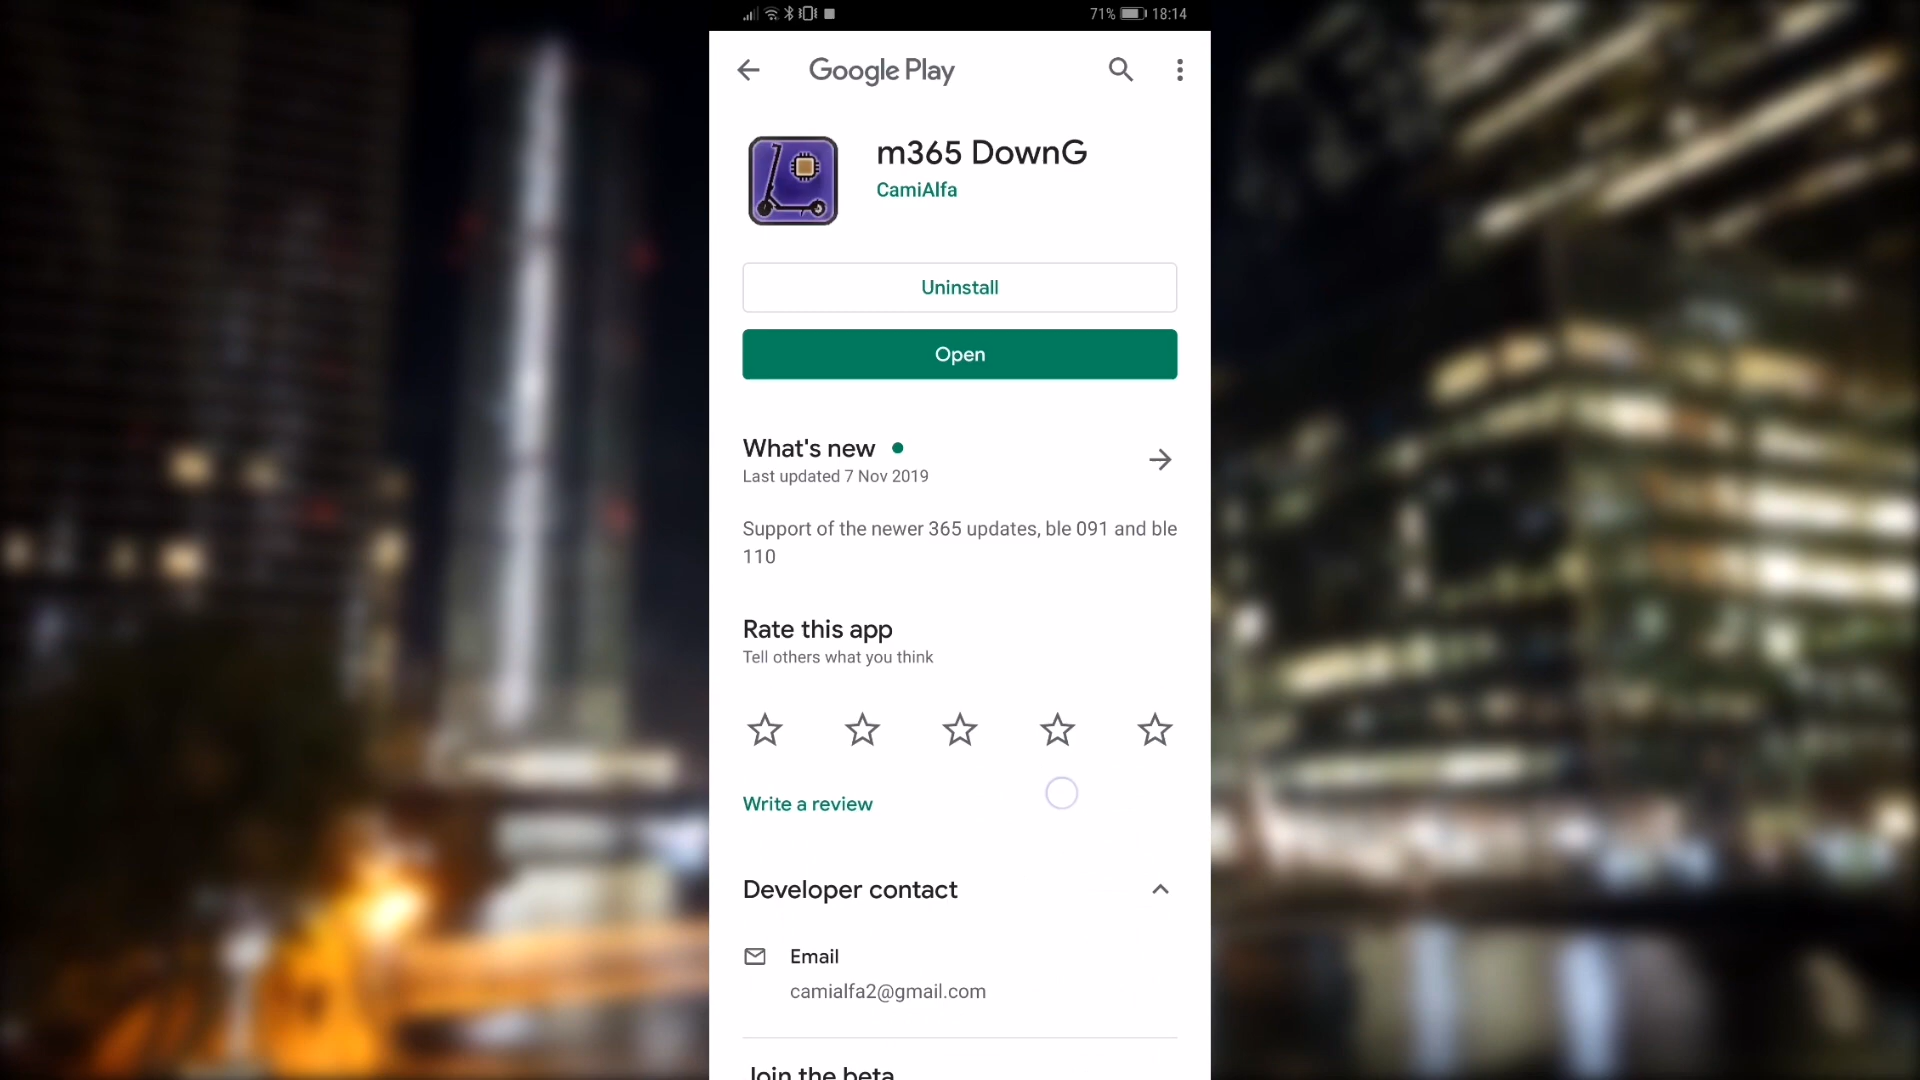 71% 18:14
Google Play
m365 DownG
CamiAlfa
Uninstall
Open
What's new
Last updated 7 Nov 2019
Support of the newer 365 updates, ble 091 and ble
110
Rate this app
Tell others what you think
Write a review
Developer contact
Email
camialfa2@gmail.com
Join the beta